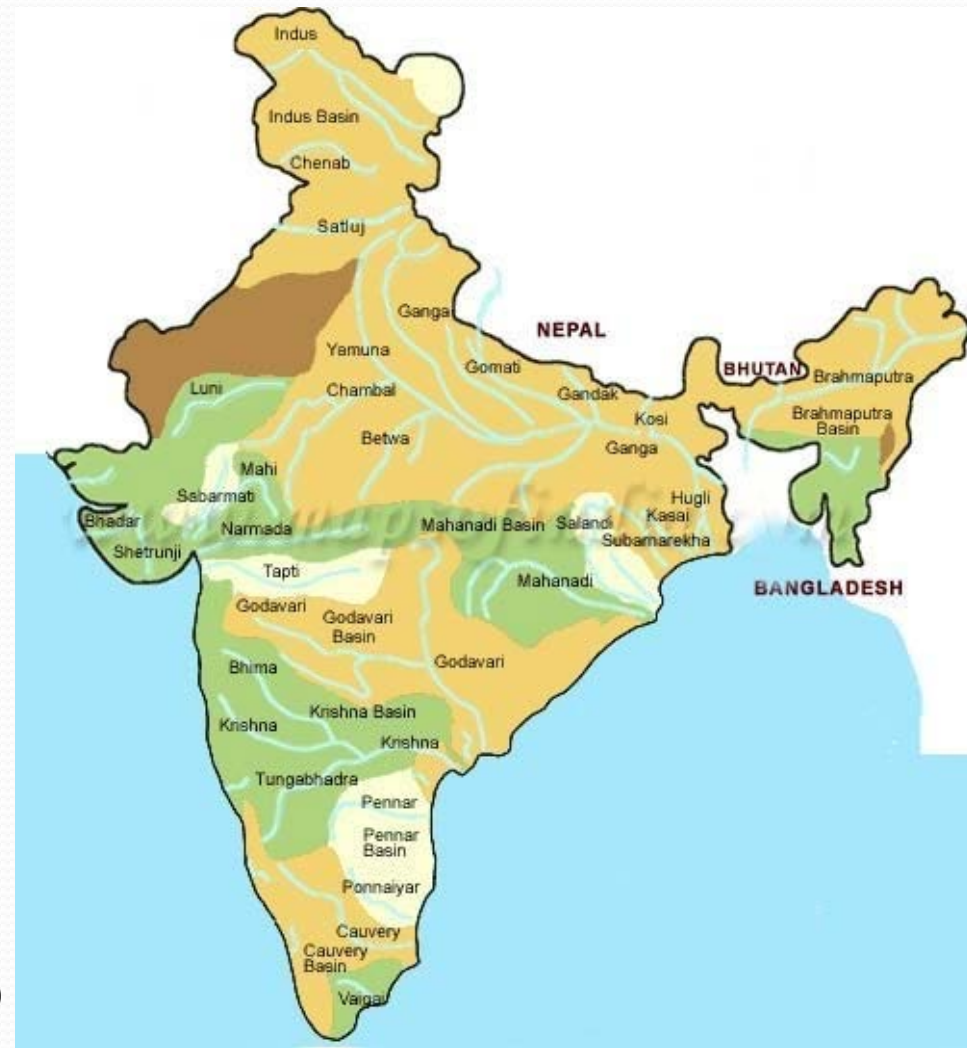 Indus
Indus Basin
Chenab
Satluj
Ganga
NEPAL
Yamuna
Gomati
BHUTAN
Luni
Chambal
Gandak
Brahmaputra
Kosi
Betwa
Brahmaputra
Basin
Ganga
Mahi
Sabarmati
Hugli
Bhadar
Narmada
Mahanadi Basin
Salandi
Kasai
Shetrunji
Subamarekha
Tapti
Mahanadi
BANGLADESH
Godavari
Godavari
Basin
Bhima
Godavari
Krishna Basin
Krishna
Krishna
Tungabhadra
Pennar
Pennar
Basin
Ponnaiyar
Cauvery
Cauvery
Basin
Vaigai
)